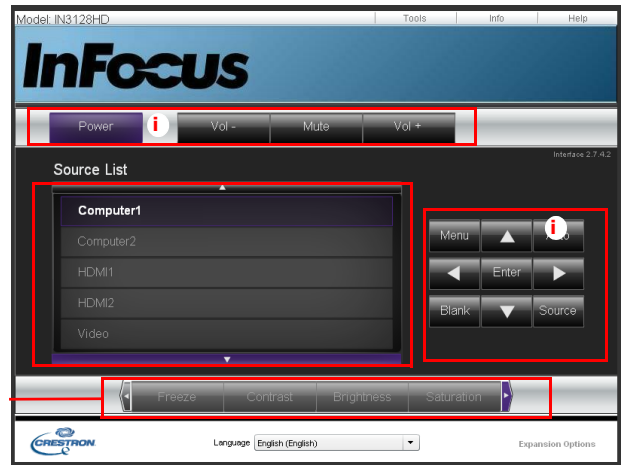 Model: IN3128HD
Tools
Info
Help
InFocus
Power
i
Vol -
Mute
Vol +
Interface 2.7.4.2
Source List
Computer1
Computer2
HDMI1
HDMI2
Video
Menu
i
Enter
Blank
Source
Freeze
Contrast
Brightness
Saturation
CRESTRON
Language
English (English)
Expansion Options